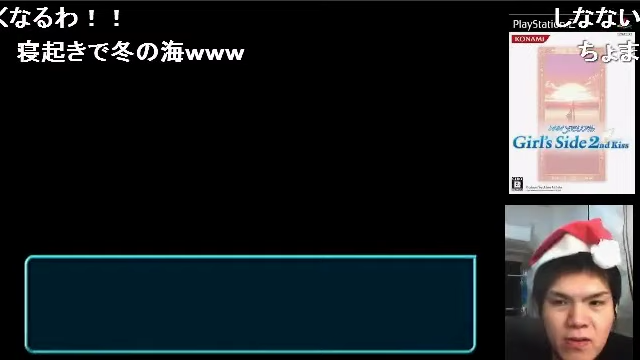 くなるわ！！
しなない
寝起きで冬の海www
ちょま
PlayStation 2
KONAMI
Girl's Side 2nd Kiss